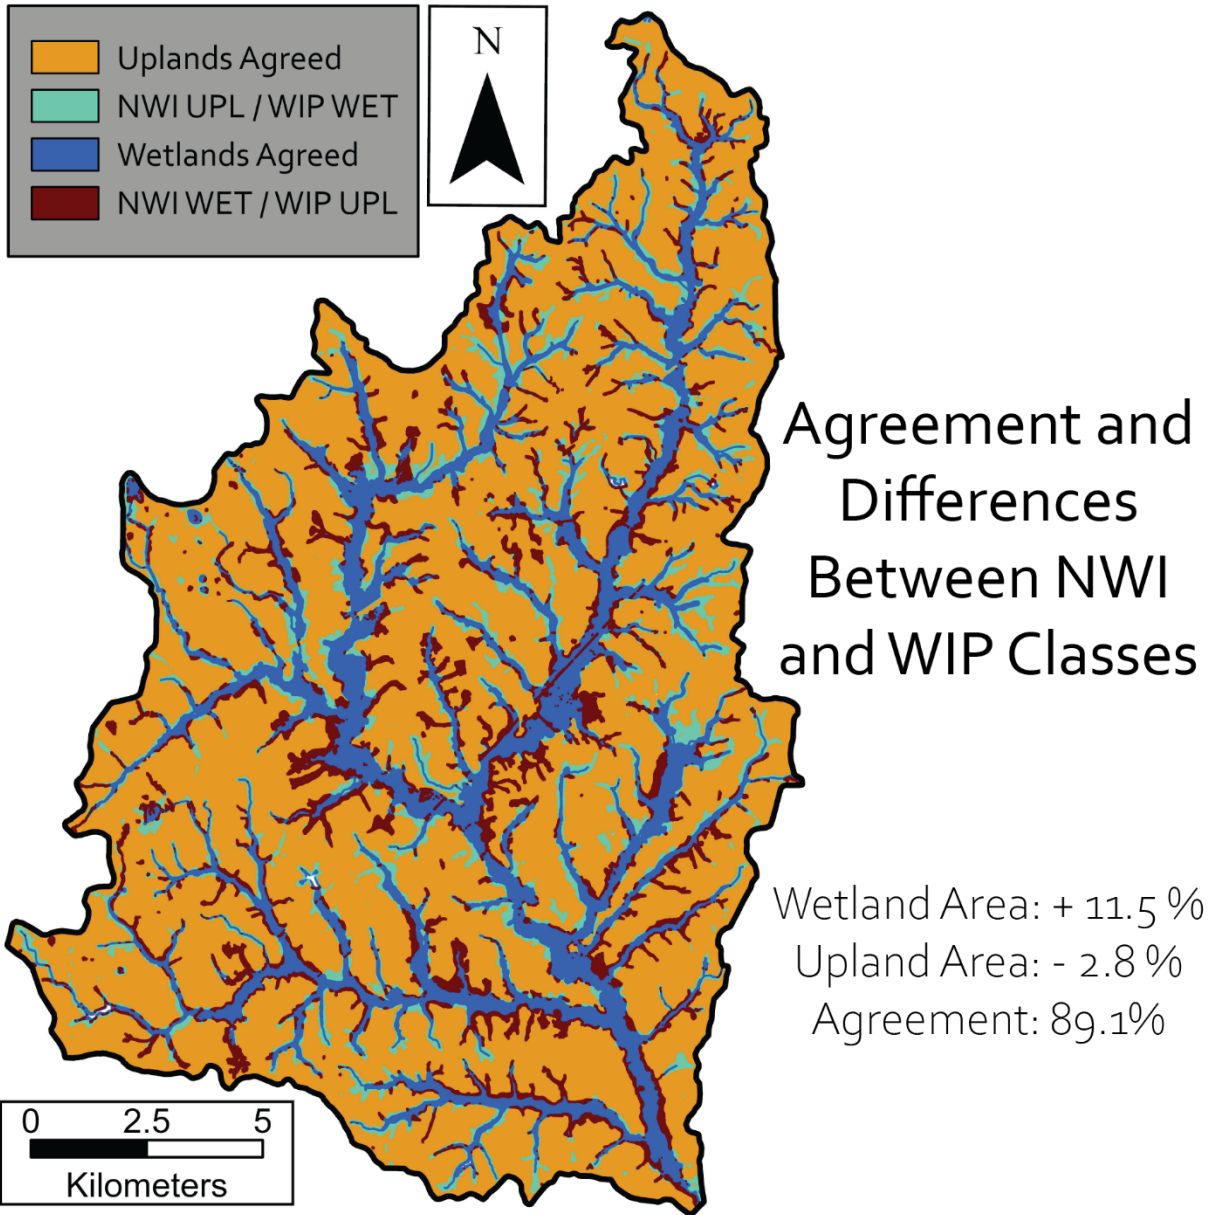 Uplands Agreed
NWI UPL / WIP WET
Wetlands Agreed
NWI WET / WIP UPL
N
Agreement and
Differences
Between NWI
and WIP Classes
Wetland Area: + 11.5 %
Upland Area: - 2.8 %
Agreement: 89.1%
0 2.5 5
Kilometers